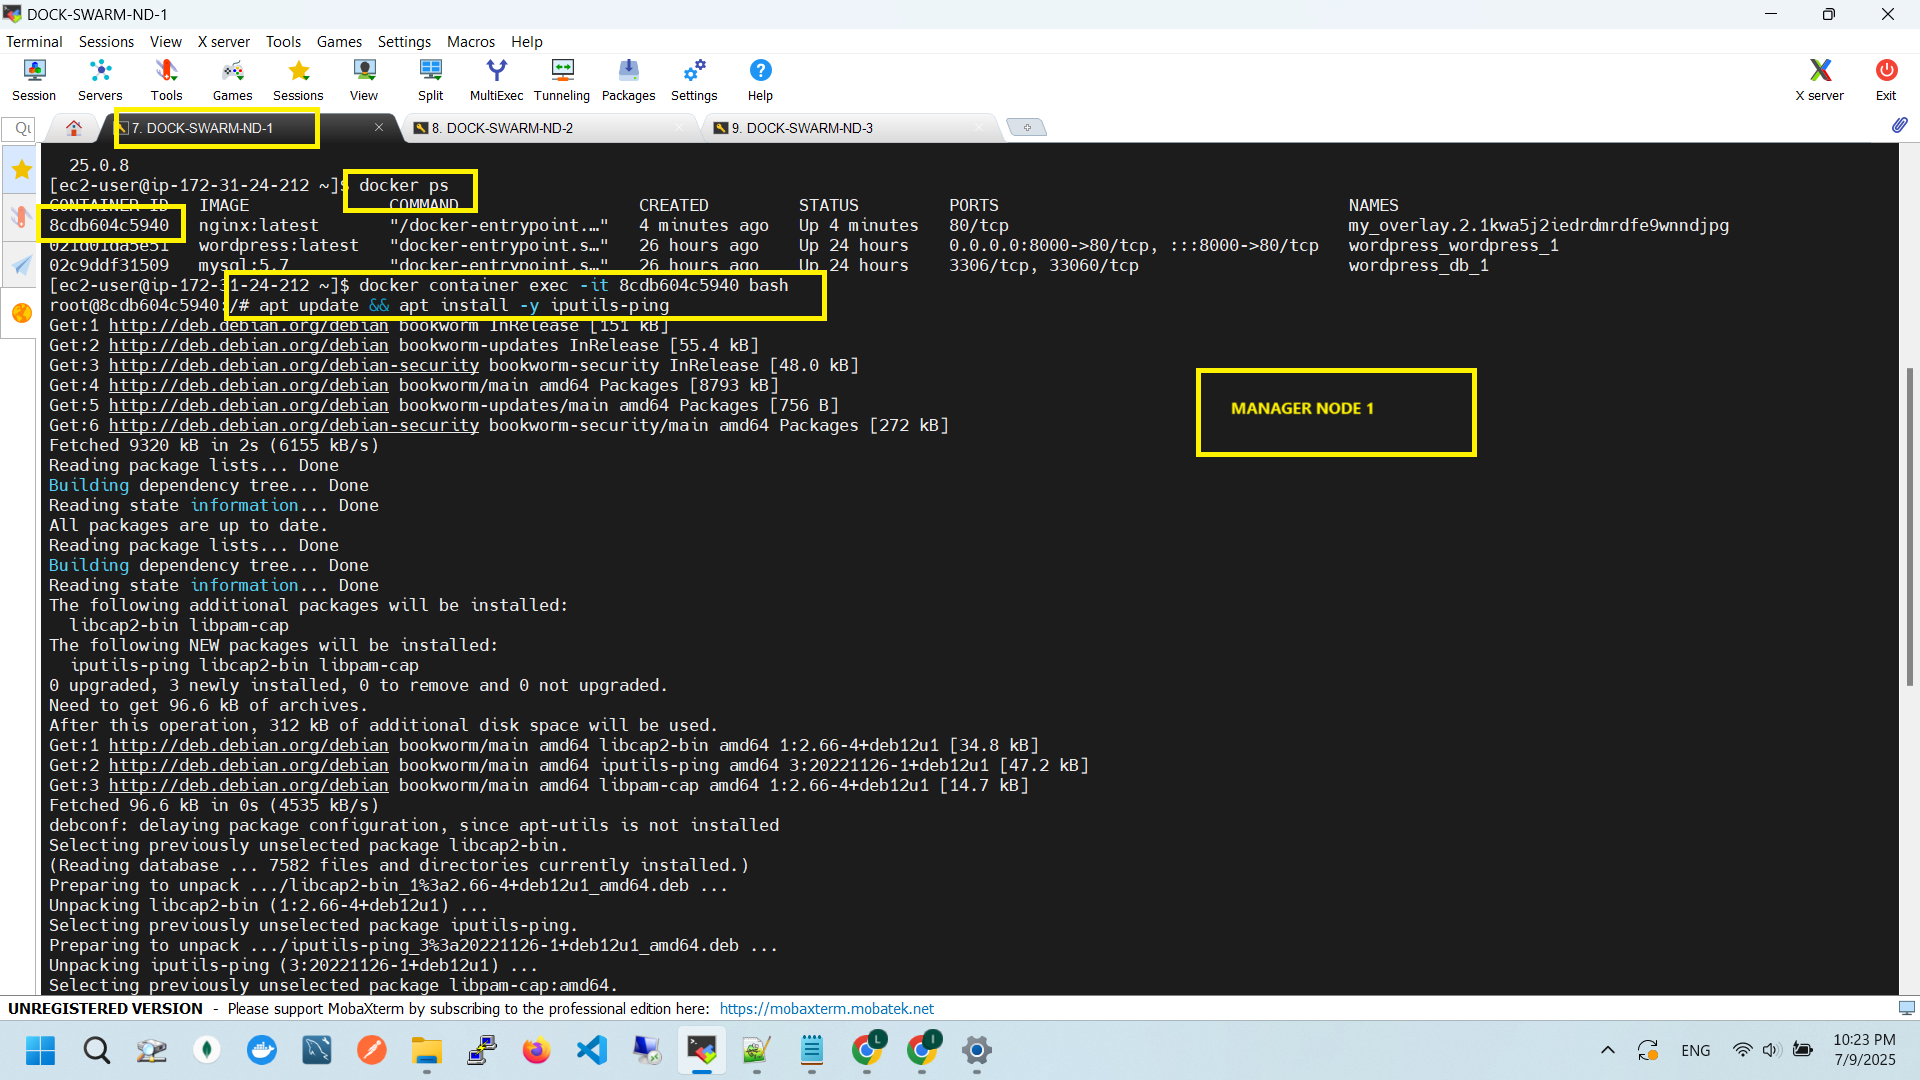 DOCK-SWARM-ND-1
Terminal Sessions View X server Tools Games Settings Macros Help
Session Servers Tools Games Sessions View Split MultiExec Tunneling Packages Settings Help X server Exit
7. DOCK-SWARM-ND-1 8. DOCK-SWARM-ND-2 9. DOCK-SWARM-ND-3
25.0.8
[ec2-user@ip-172-31-24-212 ~]$ docker ps
CONTAINER ID IMAGE COMMAND CREATED STATUS PORTS NAMES
8cdb604c5940 nginx:latest "/docker-entrypoint.…" 4 minutes ago Up 4 minutes 80/tcp my_overlay.2.1kwa5j2iedrdmrdfe9wnndjpg
021d01da5e51 wordpress:latest "docker-entrypoint.s…" 26 hours ago Up 24 hours 0.0.0.0:8000->80/tcp, :::8000->80/tcp wordpress_wordpress_1
02c9ddf31509 mysql:5.7 "docker-entrypoint.s…" 26 hours ago Up 24 hours 3306/tcp, 33060/tcp wordpress_db_1
[ec2-user@ip-172-31-24-212 ~]$ docker container exec -it 8cdb604c5940 bash
root@8cdb604c5940:/# apt update && apt install -y iputils-ping
Get:1 http://deb.debian.org/debian bookworm InRelease [151 kB]
Get:2 http://deb.debian.org/debian bookworm-updates InRelease [55.4 kB]
Get:3 http://deb.debian.org/debian-security bookworm-security InRelease [48.0 kB]
Get:4 http://deb.debian.org/debian bookworm/main amd64 Packages [8793 kB]
Get:5 http://deb.debian.org/debian bookworm-updates/main amd64 Packages [756 B]
Get:6 http://deb.debian.org/debian-security bookworm-security/main amd64 Packages [272 kB]
MANAGER NODE 1
Fetched 9320 kB in 2s (6155 kB/s)
Reading package lists... Done
Building dependency tree... Done
Reading state information... Done
All packages are up to date.
Reading package lists... Done
Building dependency tree... Done
Reading state information... Done
The following additional packages will be installed:
libcap2-bin libpam-cap
The following NEW packages will be installed:
iputils-ping libcap2-bin libpam-cap
0 upgraded, 3 newly installed, 0 to remove and 0 not upgraded.
Need to get 96.6 kB of archives.
After this operation, 312 kB of additional disk space will be used.
Get:1 http://deb.debian.org/debian bookworm/main amd64 libcap2-bin amd64 1:2.66-4+deb12u1 [34.8 kB]
Get:2 http://deb.debian.org/debian bookworm/main amd64 iputils-ping amd64 3:20221126-1+deb12u1 [47.2 kB]
Get:3 http://deb.debian.org/debian bookworm/main amd64 libpam-cap amd64 1:2.66-4+deb12u1 [14.7 kB]
Fetched 96.6 kB in 0s (4535 kB/s)
debconf: delaying package configuration, since apt-utils is not installed
Selecting previously unselected package libcap2-bin.
(Reading database ... 7582 files and directories currently installed.)
Preparing to unpack .../libcap2-bin_1%3a2.66-4+deb12u1_amd64.deb ...
Unpacking libcap2-bin (1:2.66-4+deb12u1) ...
Selecting previously unselected package iputils-ping.
Preparing to unpack .../iputils-ping_3%3a20221126-1+deb12u1_amd64.deb ...
Unpacking iputils-ping (3:20221126-1+deb12u1) ...
Selecting previously unselected package libpam-cap:amd64.
UNREGISTERED VERSION - Please support MobaXterm by subscribing to the professional edition here: https://mobaxterm.mobatek.net
ENG
10:23 PM
7/9/2025